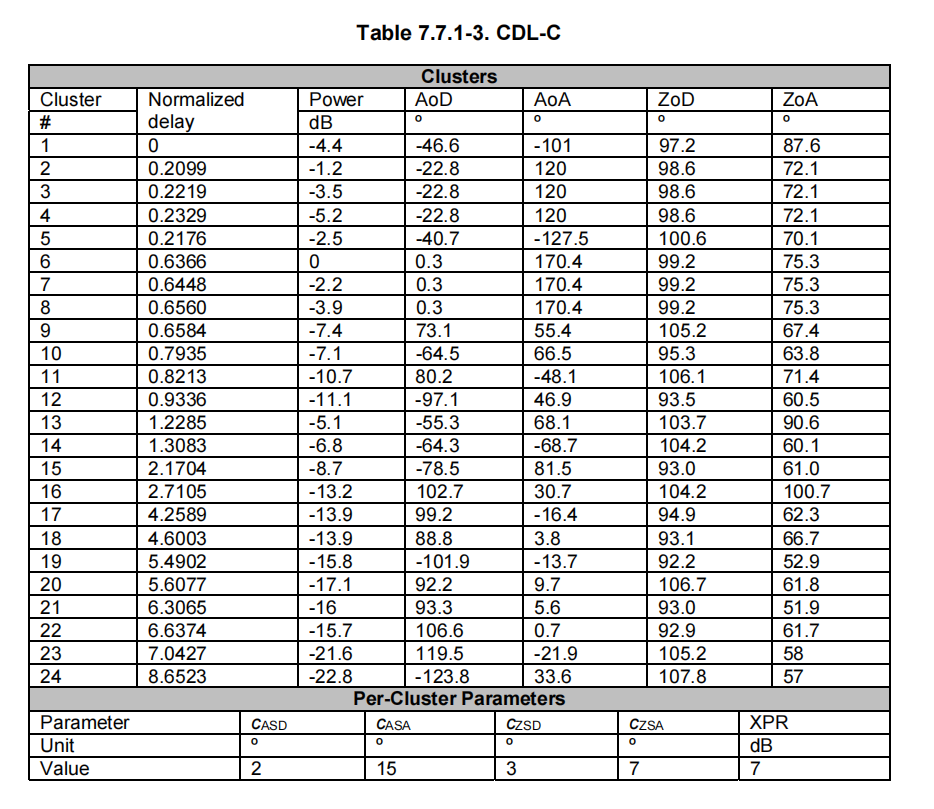 Table 7.7.1-3. CDL-C
Clusters
Cluster Normalized Power AoD AoA ZoD ZoA
# delay dB º º º º
1 0 -4.4 -46.6 -101 97.2 87.6
2 0.2099 -1.2 -22.8 120 98.6 72.1
3 0.2219 -3.5 -22.8 120 98.6 72.1
4 0.2329 -5.2 -22.8 120 98.6 72.1
5 0.2176 -2.5 -40.7 -127.5 100.6 70.1
6 0.6366 0 0.3 170.4 99.2 75.3
7 0.6448 -2.2 0.3 170.4 99.2 75.3
8 0.6560 -3.9 0.3 170.4 99.2 75.3
9 0.6584 -7.4 73.1 55.4 105.2 67.4
10 0.7935 -7.1 -64.5 66.5 95.3 63.8
11 0.8213 -10.7 80.2 -48.1 106.1 71.4
12 0.9336 -11.1 -97.1 46.9 93.5 60.5
13 1.2285 -5.1 -55.3 68.1 103.7 90.6
14 1.3083 -6.8 -64.3 -68.7 104.2 60.1
15 2.1704 -8.7 -78.5 81.5 93.0 61.0
16 2.7105 -13.2 102.7 30.7 104.2 100.7
17 4.2589 -13.9 99.2 -16.4 94.9 62.3
18 4.6003 -13.9 88.8 3.8 93.1 66.7
19 5.4902 -15.8 -101.9 -13.7 92.2 52.9
20 5.6077 -17.1 92.2 9.7 106.7 61.8
21 6.3065 -16 93.3 5.6 93.0 51.9
22 6.6374 -15.7 106.6 0.7 92.9 61.7
23 7.0427 -21.6 119.5 -21.9 105.2 58
24 8.6523 -22.8 -123.8 33.6 107.8 57
Per-Cluster Parameters
Parameter cASD cASA cZSD cZSA XPR
Unit º º º º dB
Value 2 15 3 7 7